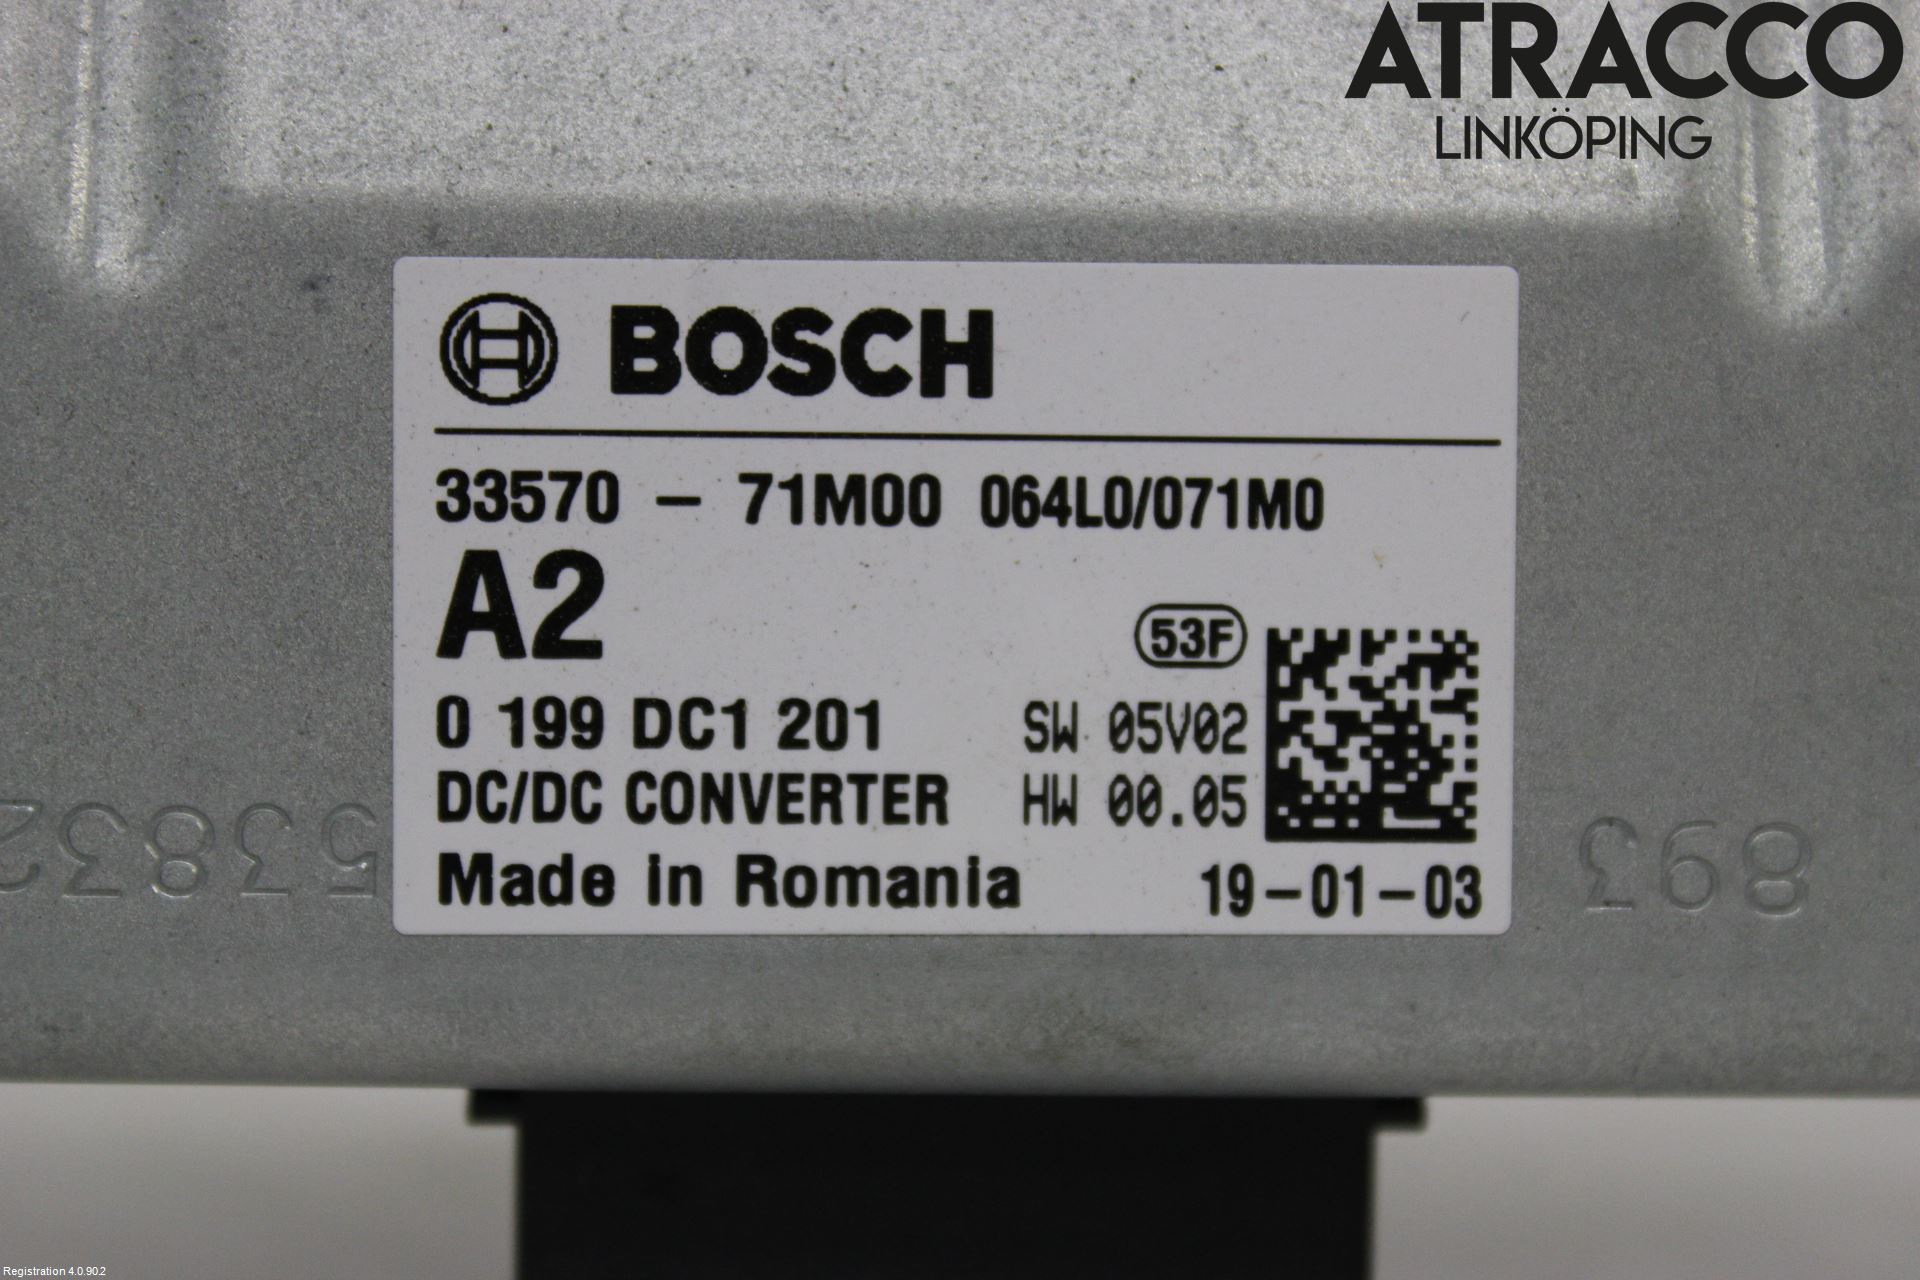 ATRACCO
LINKÖPING
BOSCH
33570 - 71M00 064L0/071M0
A2
53F
0 199 DC1 201 SW 05V02
DC/DC CONVERTER HW 00.05
Made in Romania 19-01-03
Registration 4.0.90.2